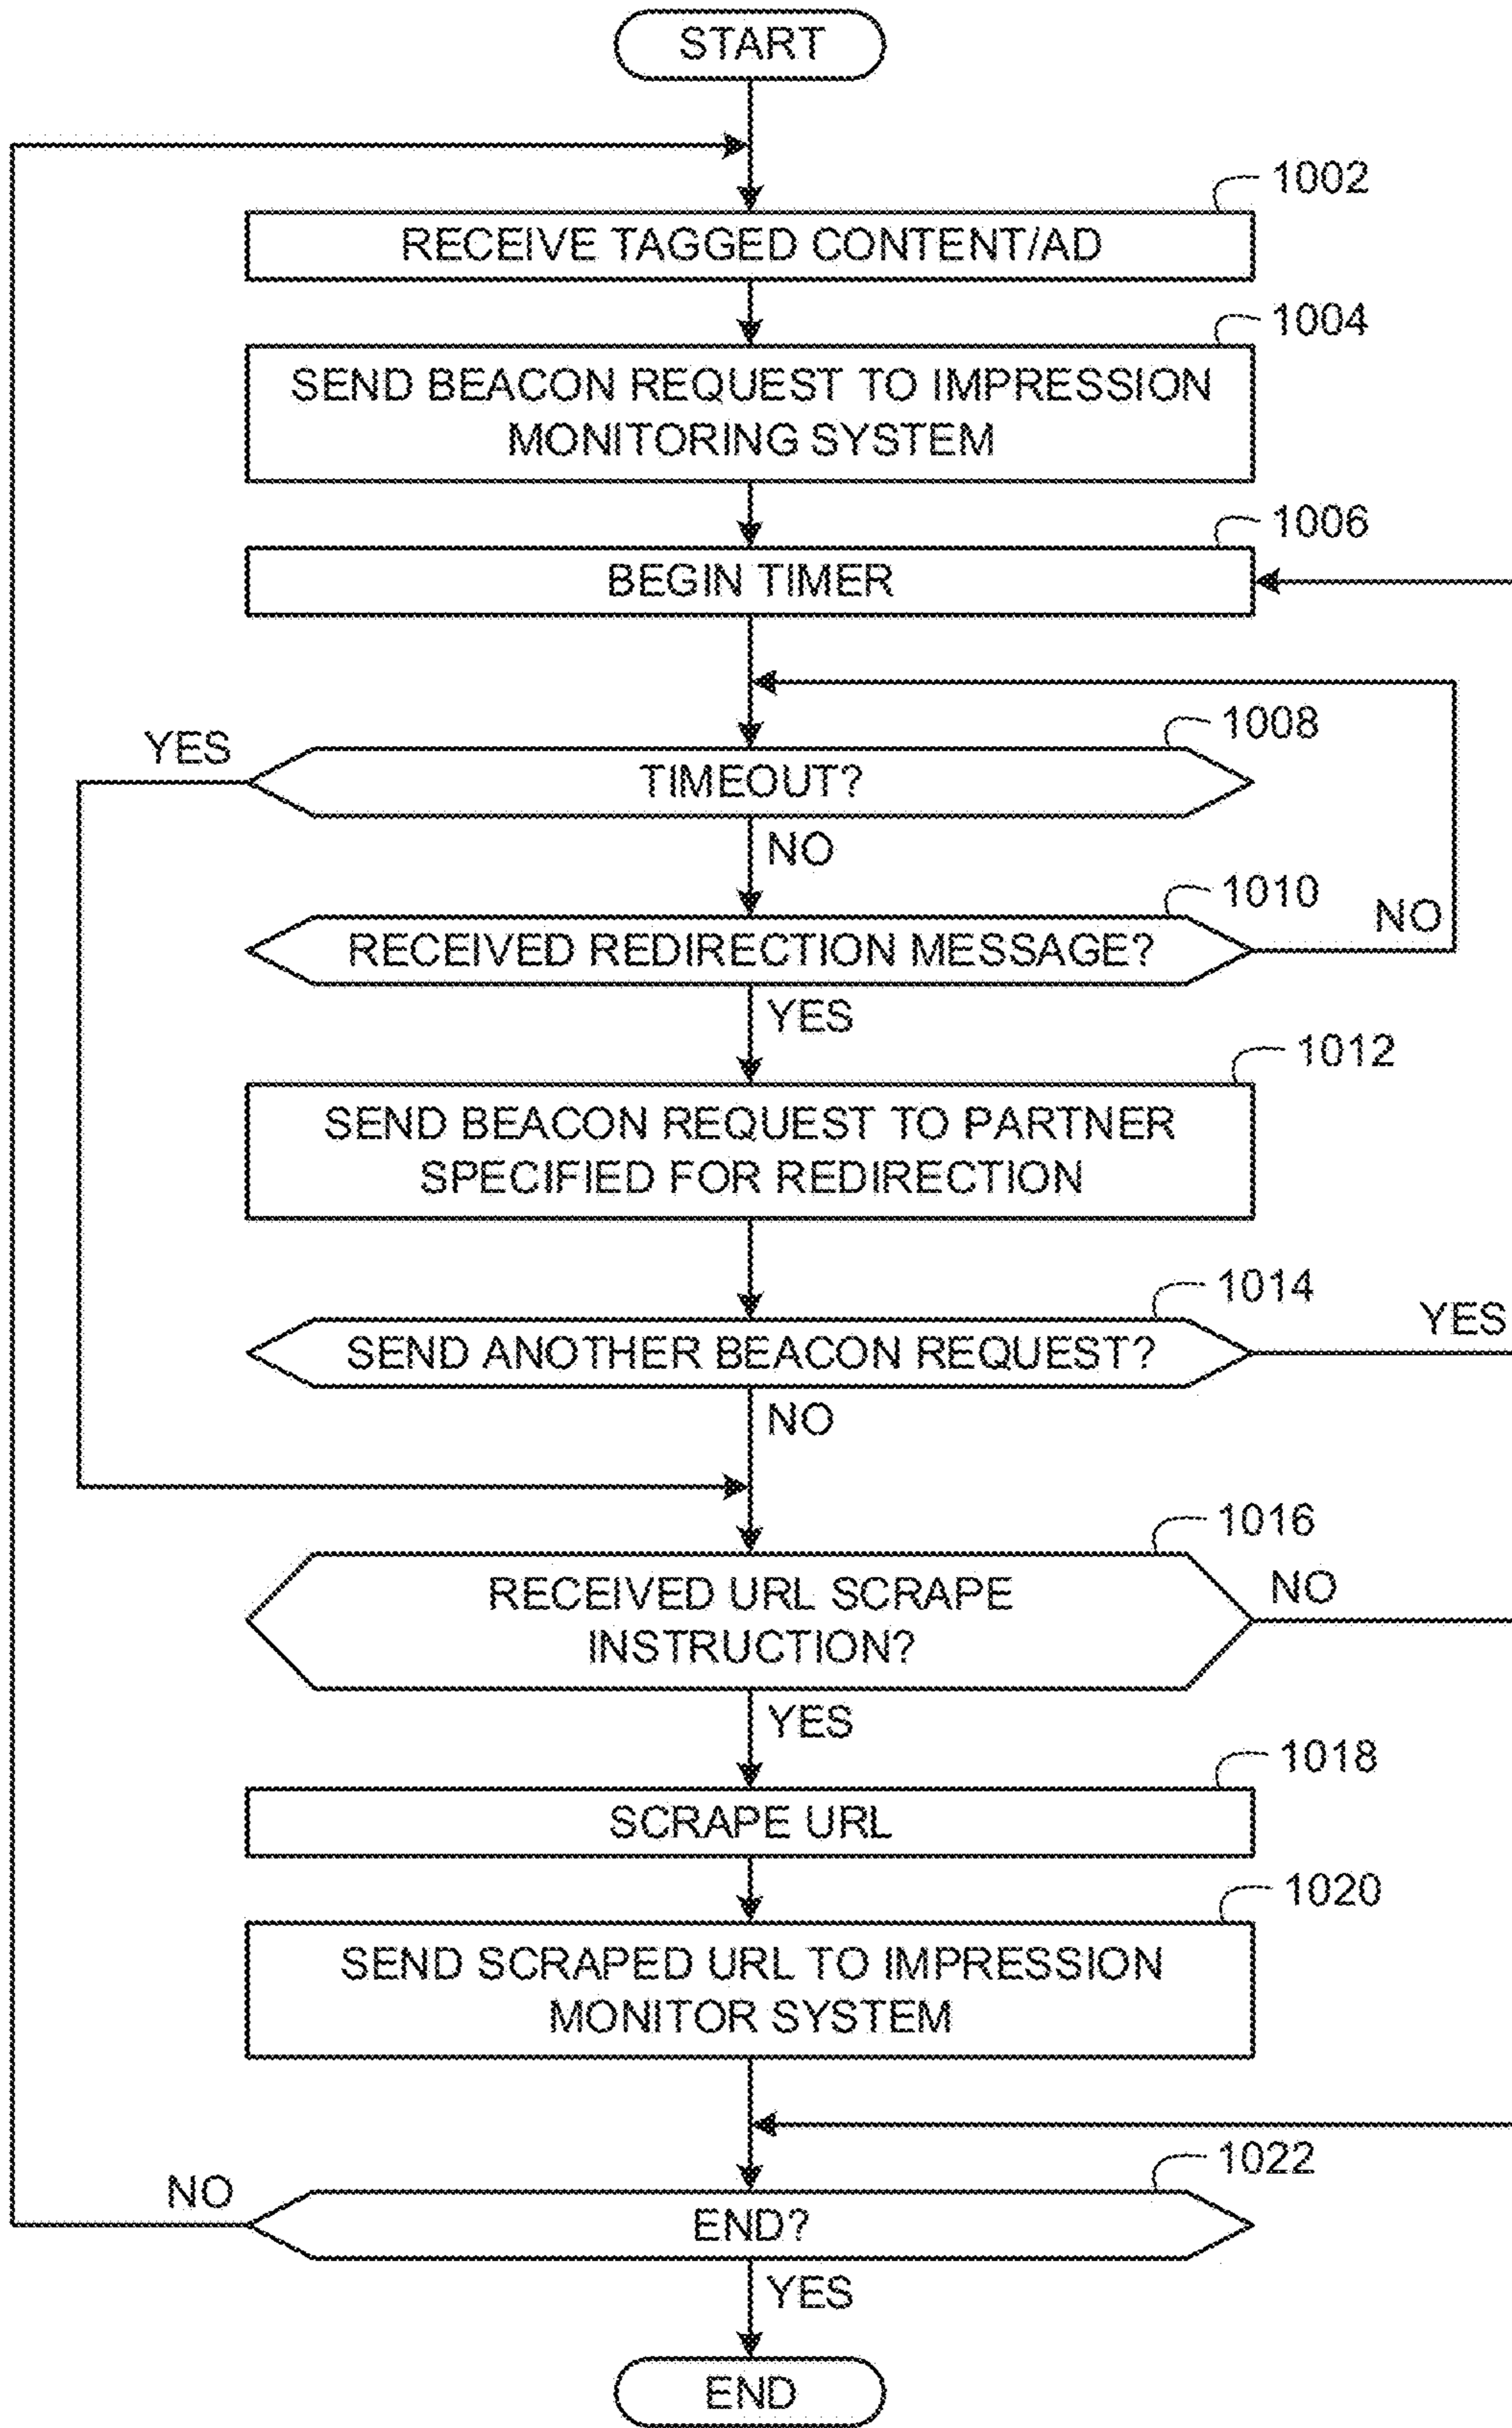 START
1002
RECEIVE TAGGED CONTENT/AD
1004
SEND BEACON REQUEST TO IMPRESSION
MONITORING SYSTEM
1006
BEGIN TIMER
YES
1008
TIMEOUT?
NO
1010
RECEIVED REDIRECTION MESSAGE?
NO
YES
1012
SEND BEACON REQUEST TO PARTNER
SPECIFIED FOR REDIRECTION
1014
SEND ANOTHER BEACON REQUEST?
YES
NO
1016
RECEIVED URL SCRAPE
INSTRUCTION?
NO
YES
1018
SCRAPE URL
1020
SEND SCRAPED URL TO IMPRESSION
MONITOR SYSTEM
1022
NO
END?
YES
END